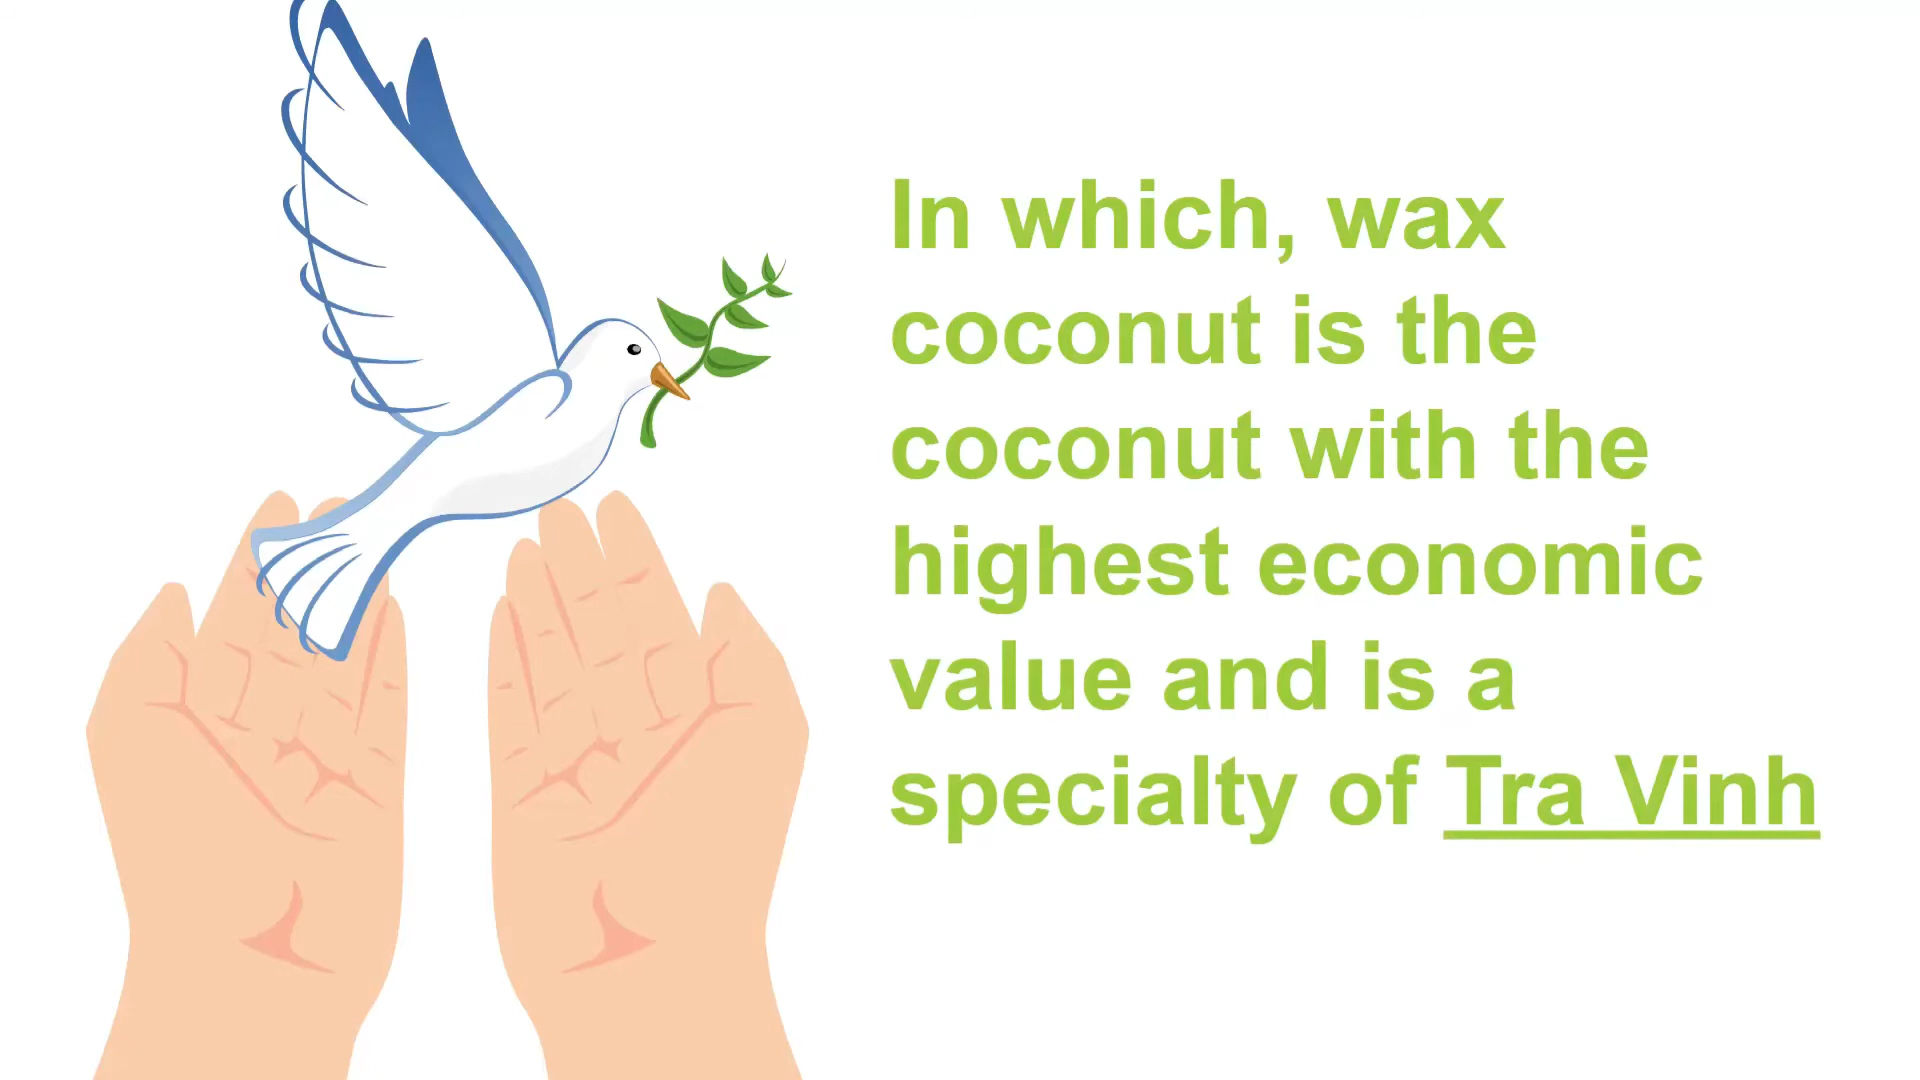 In which, wax
coconut is the
coconut with the
highest economic
value and is a
specialty of Tra Vinh